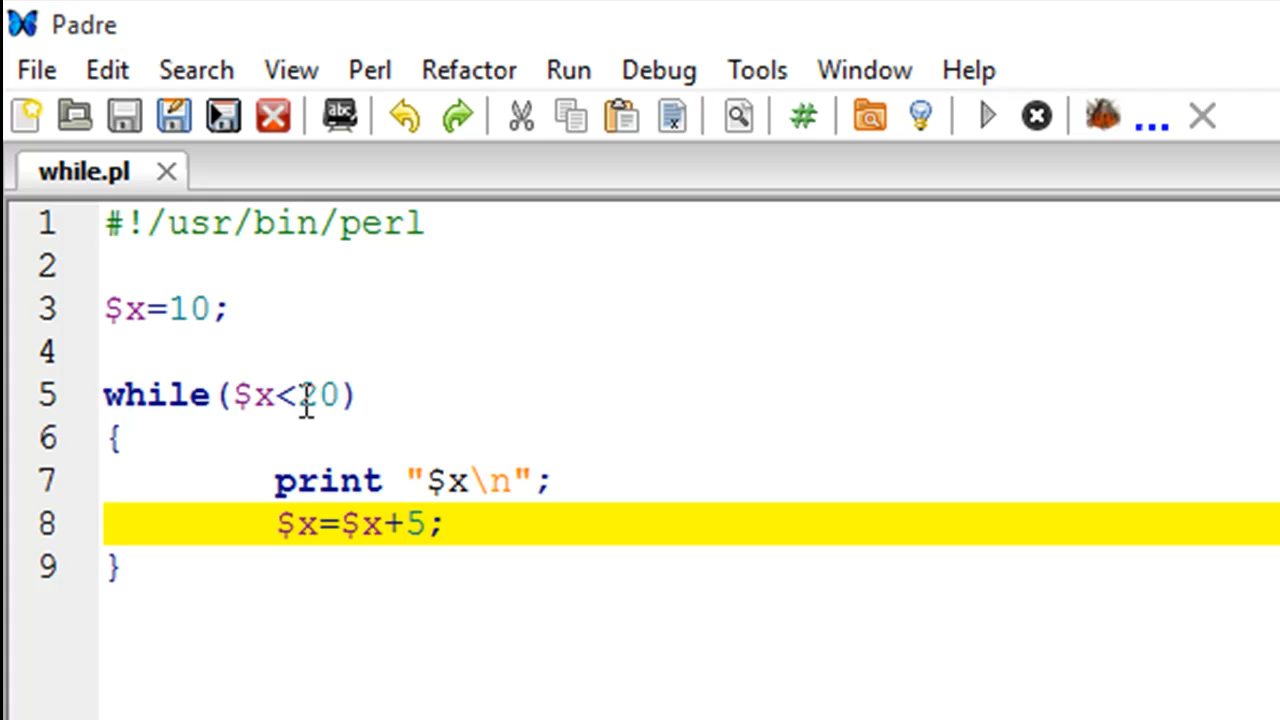 Padre
File Edit Search View Perl Refactor Run Debug Tools Window Help
abc # ...
while.pl
1 #!/usr/bin/perl
2
3 $x=10;
4
5 while($x<20)
6 {
7 print "$x\n";
8 $x=$x+5;
9 }